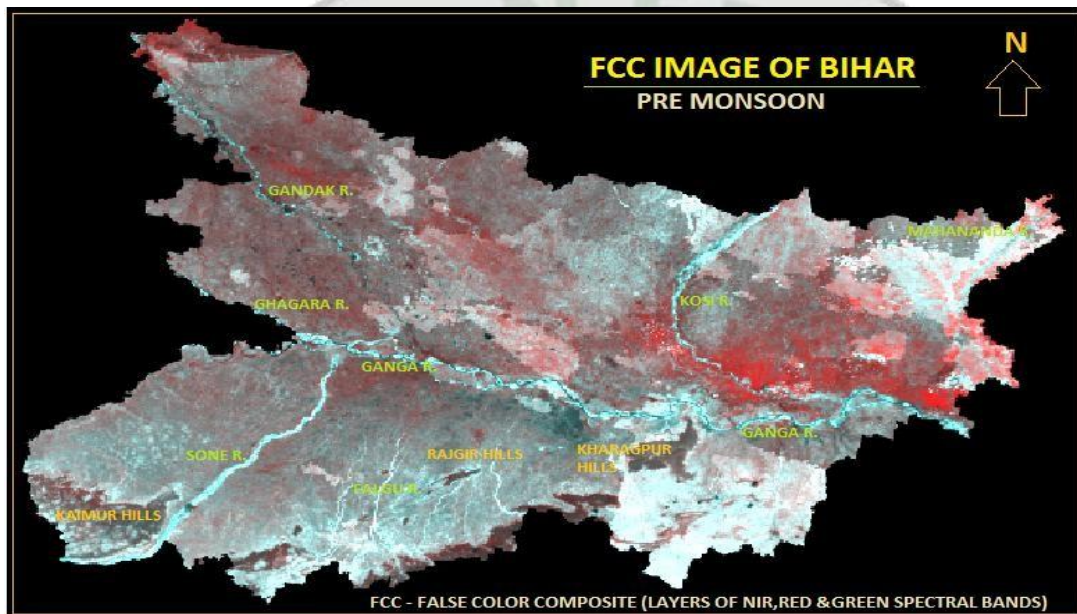 FCC IMAGE OF BIHAR
PRE MONSOON
N
GANDAK R.
MAHANANDA R.
GHAGARA R.
KOSI R.
GANGA R.
GANGA R.
SONE R.
RAJGIR HILLS
KHARAGPUR
HILLS
FALGU R.
KAIMUR HILLS
FCC - FALSE COLOR COMPOSITE (LAYERS OF NIR,RED &GREEN SPECTRAL BANDS)